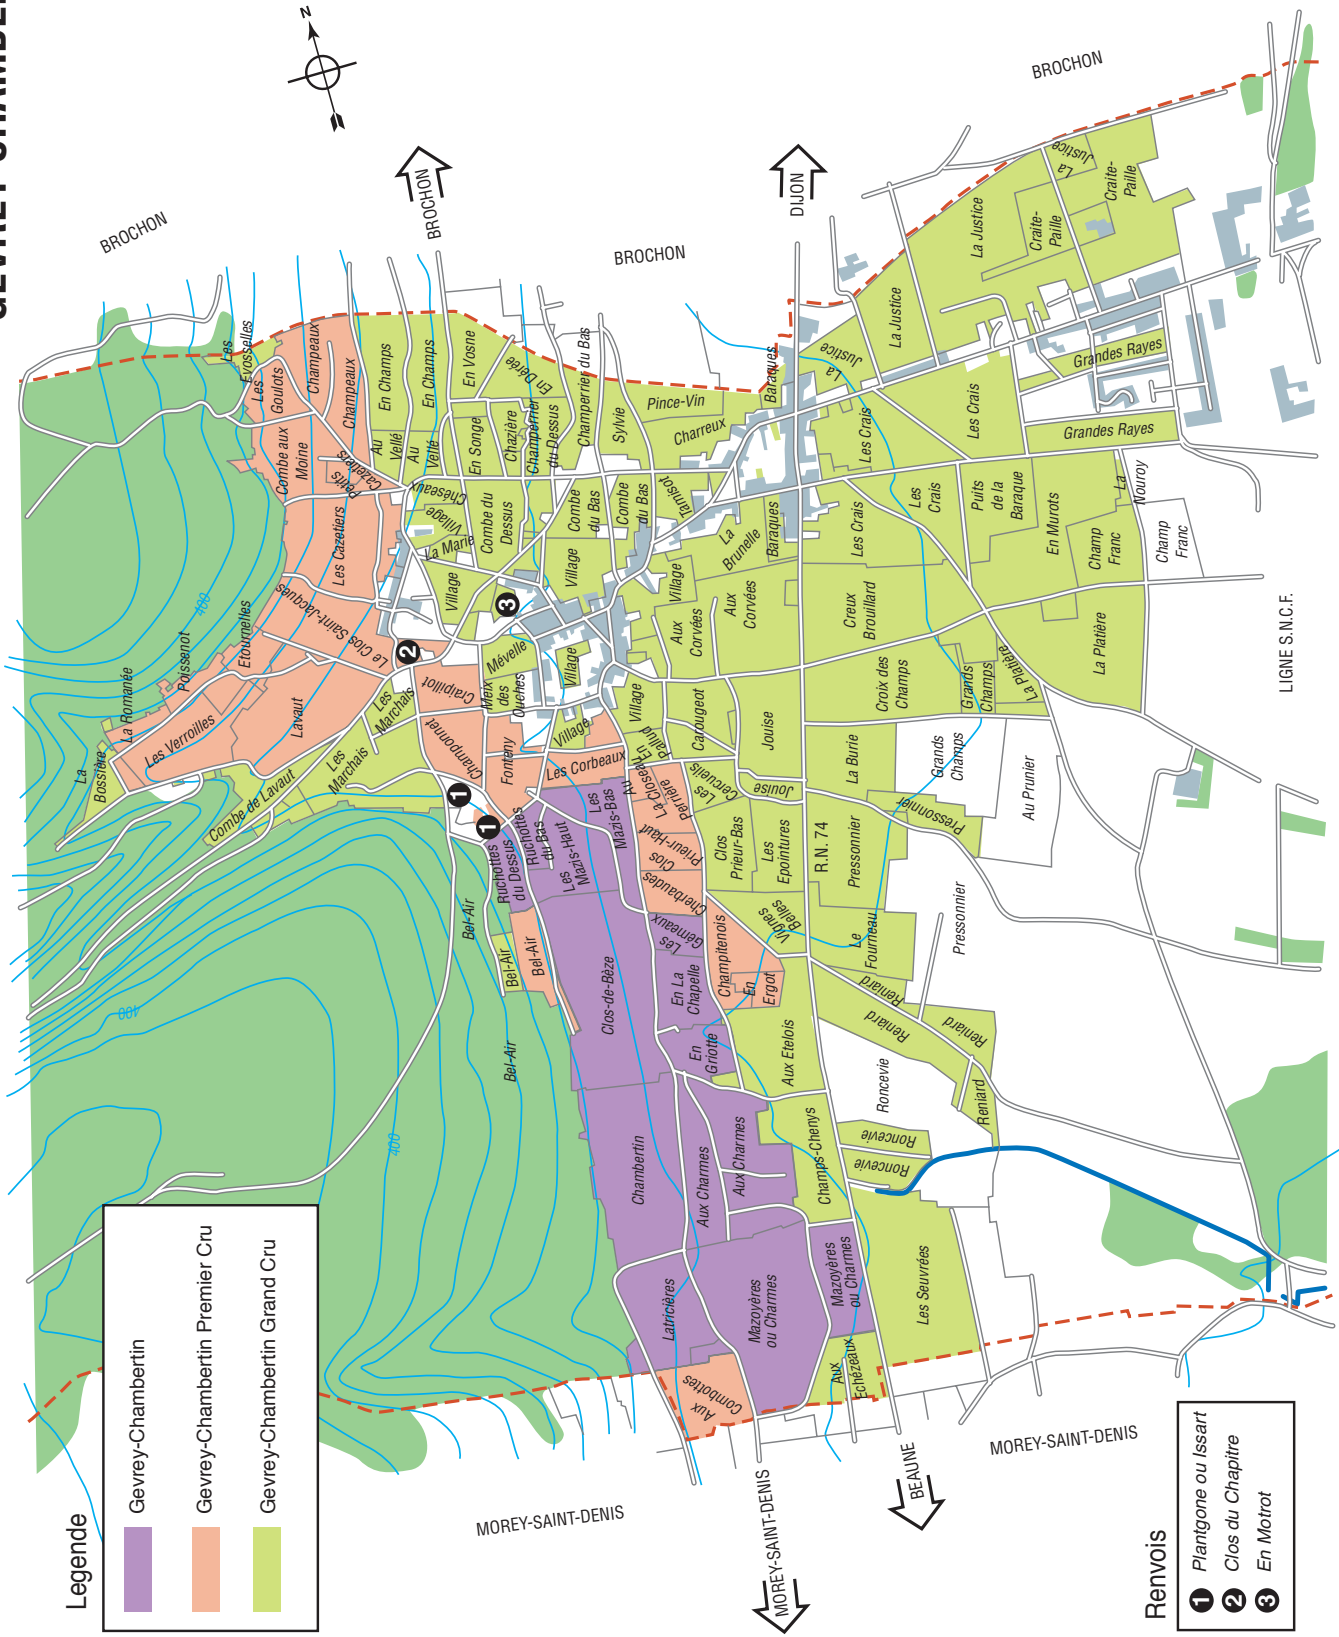 N
BROCHON
BROCHON
BROCHON
DIJON
BROCHON
Les
Evosselles
Les
Goulots
Champeaux
Champeaux
Combe aux
Moine
Petits
Cazetiers
Les Cazetiers
Le Clos Saint-Jacques
Etournelles
Poissenot
La Romanée
Les Verroilles
Lavaut
La
Bossière
Combe de Lavaut
Les
Marchais
Les
Marchais
En Champs
En Champs
Au
Vellé
Au
Vellé
En Vosne
En Songe
En Dérée
Chazière
Champerrier
du Dessus
Champerrier du Bas
Sylvie
Pince-Vin
Charreux
Baraques
La
Justice
La Justice
La Justice
La
Justice
Craite-
Paille
Craite-
Paille
Grandes Rayes
Grandes Rayes
Les Crais
Les Crais
Les Crais
Les
Crais
Puits
de la
Baraque
En Murots
La
Nouroy
Champ
Franc
Champ
Franc
La Platière
La Platière
Chéseaux
Village
La Marie
Combe du
Dessus
Combe
du Bas
Combe
du Bas
Tamisot
La
Brunelle
Baraques
Village
Village
Village
Village
Village
Village
Mévelle
Meix
des
Ouches
Craipillot
Champonnet
Fonteny
Les Corbeaux
Aux
Corvées
Aux
Corvées
Creux
Brouillard
Croix des
Champs
Grands
Champs
Grands
Champs
Au Prunier
La Burie
Jouise
Jouise
Carougeot
En
Pallud
Au
Closeau
La
Perrière
Les
Cercueils
Clos
Prieur-Haut
Clos
Prieur-Bas
Les
Epointures
R.N. 74
Pressonnier
Pressonnier
Pressonnier
Cherbaudes
Les
Gémeaux
Champitenois
Vignes
Belles
Le
Fourneau
En
Ergot
En La
Chapelle
En
Griotte
Aux Etelois
Reniard
Reniard
Reniard
Reniard
Roncevie
Roncevie
Roncevie
Champs-Chenys
Les
Mazis-Bas
Les
Mazis-Haut
Ruchottes
du Bas
Ruchottes
du Dessus
Bel-Air
Bel-Air
Bel-Air
Bel-Air
Clos-de-Bèze
Chambertin
Aux Charmes
Aux Charmes
Latricières
Mazoyères
ou Charmes
Mazoyères
ou Charmes
Aux
Combottes
Aux
Echézeaux
Les Seuvrées
400
400
400
1
1
2
3
LIGNE S.N.C.F.
MOREY-SAINT-DENIS
MOREY-SAINT-DENIS
BEAUNE
MOREY-SAINT-DENIS
Legende
Gevrey-Chambertin
Gevrey-Chambertin Premier Cru
Gevrey-Chambertin Grand Cru
Renvois
1 Plantgone ou Issart
2 Clos du Chapitre
3 En Motrot